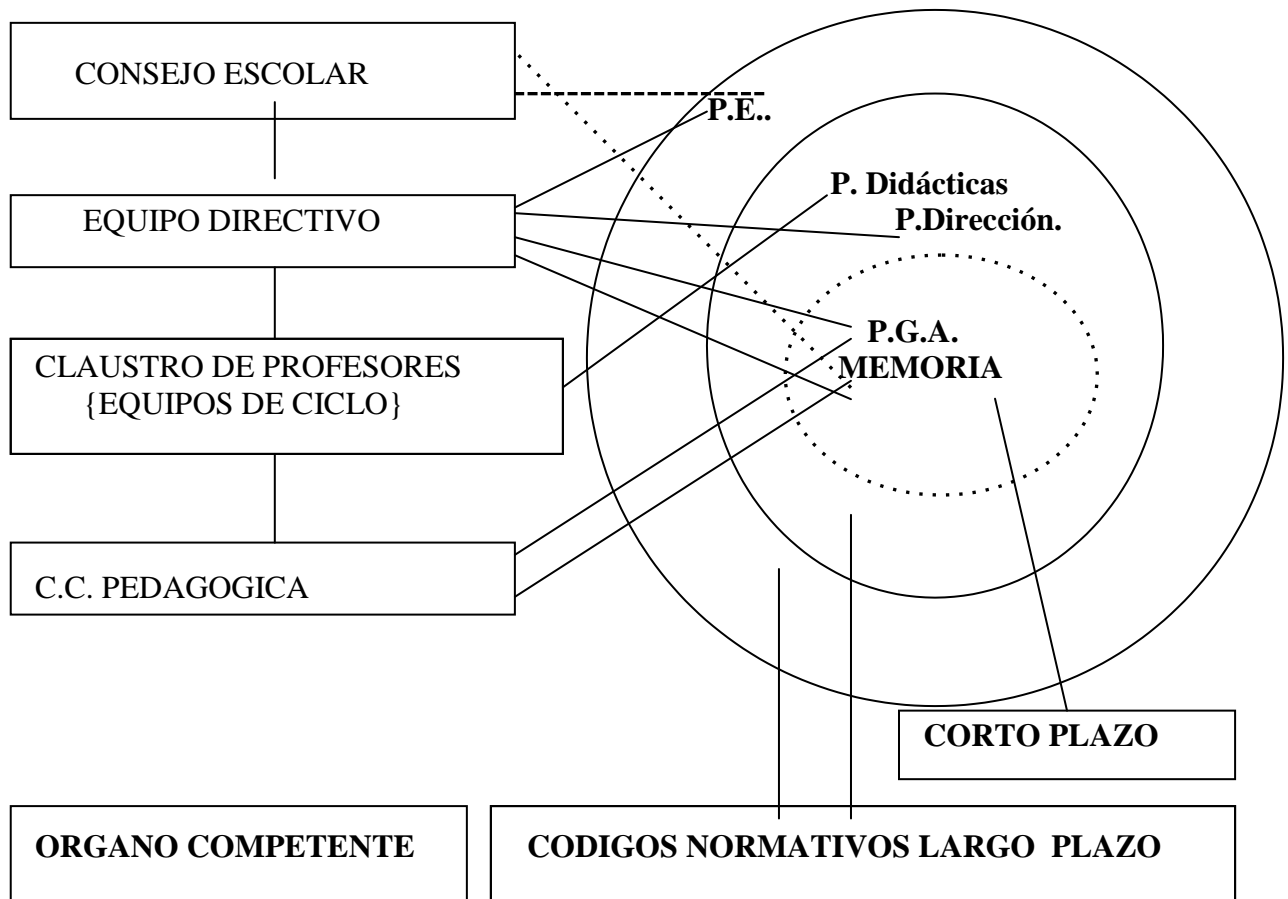 CONSEJO ESCOLAR
P.E..
P. Didácticas
EQUIPO DIRECTIVO
P.Dirección.
P.G.A.
CLAUSTRO DE PROFESORES
MEMORIA
{EQUIPOS DE CICLO}
C.C. PEDAGOGICA
CORTO PLAZO
ORGANO COMPETENTE
CODIGOS NORMATIVOS LARGO PLAZO